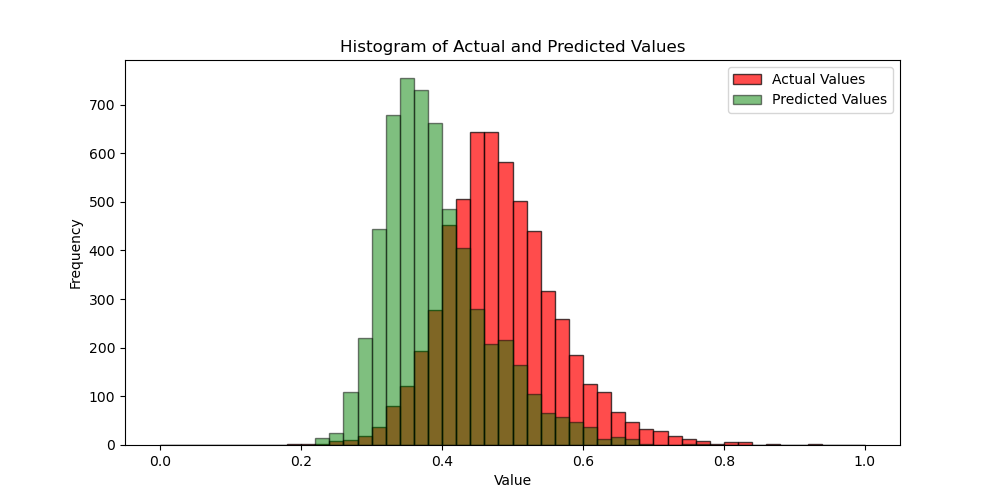 Histogram of Actual and Predicted Values
Actual Values
Predicted Values
Frequency
700
600
500
400
300
200
100
0
0.0 0.2 0.4 0.6 0.8 1.0
Value